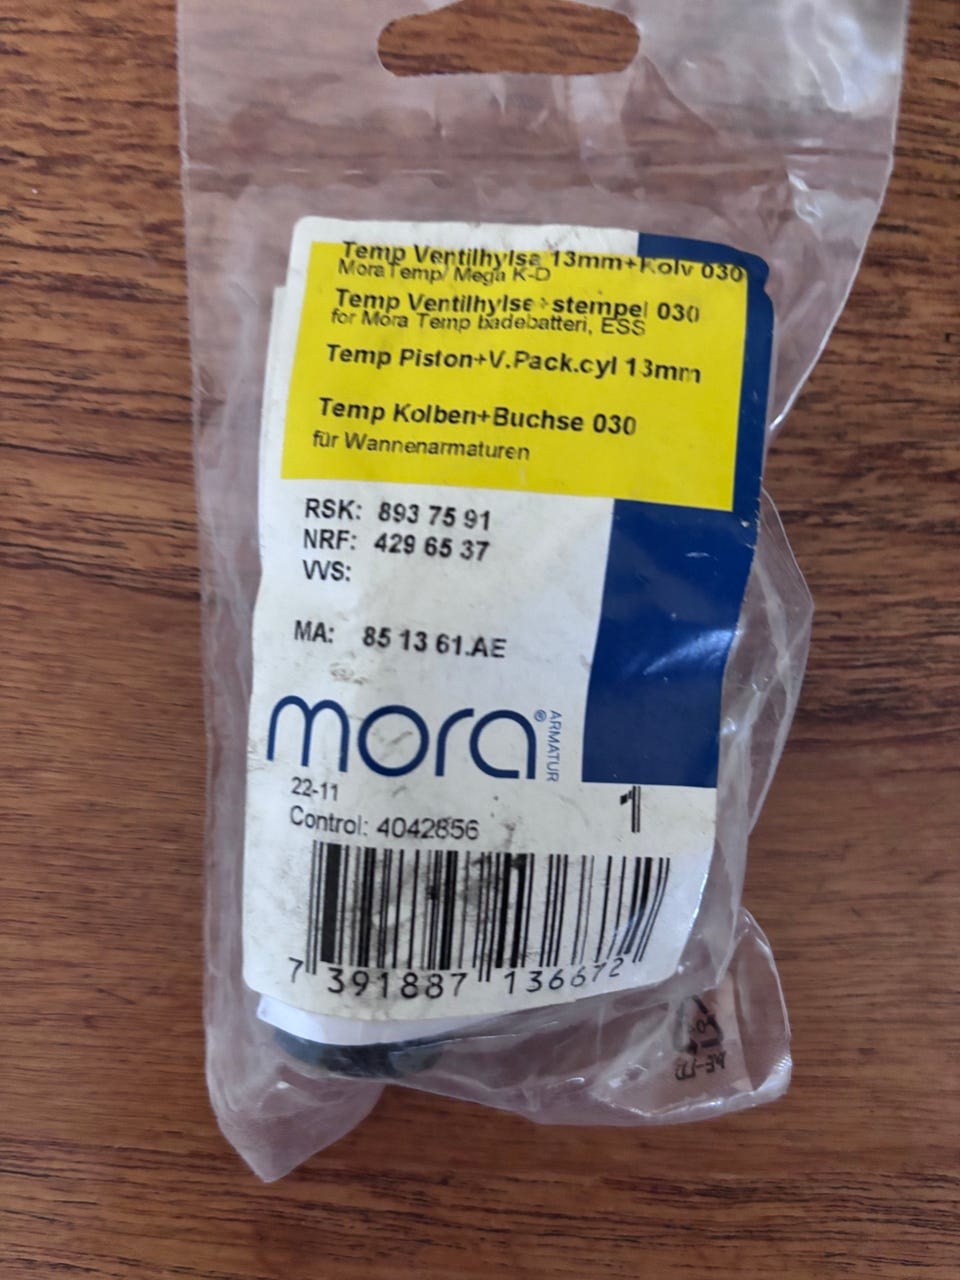 Temp Ventilhylsa 13mm+Kolv 030
MoraTemp/ Mega K-D
Temp Ventilhylse+stempel 030
for Mora Temp badebatteri, ESS
Temp Piston+V.Pack.cyl 13mm
Temp Kolben+Buchse 030
für Wannenarmaturen
RSK: 893 75 91
NRF: 429 65 37
VVS:
MA: 85 13 61.AE
mora®
ARMATUR
22-11
1
Control: 4042856
7 391887 136672